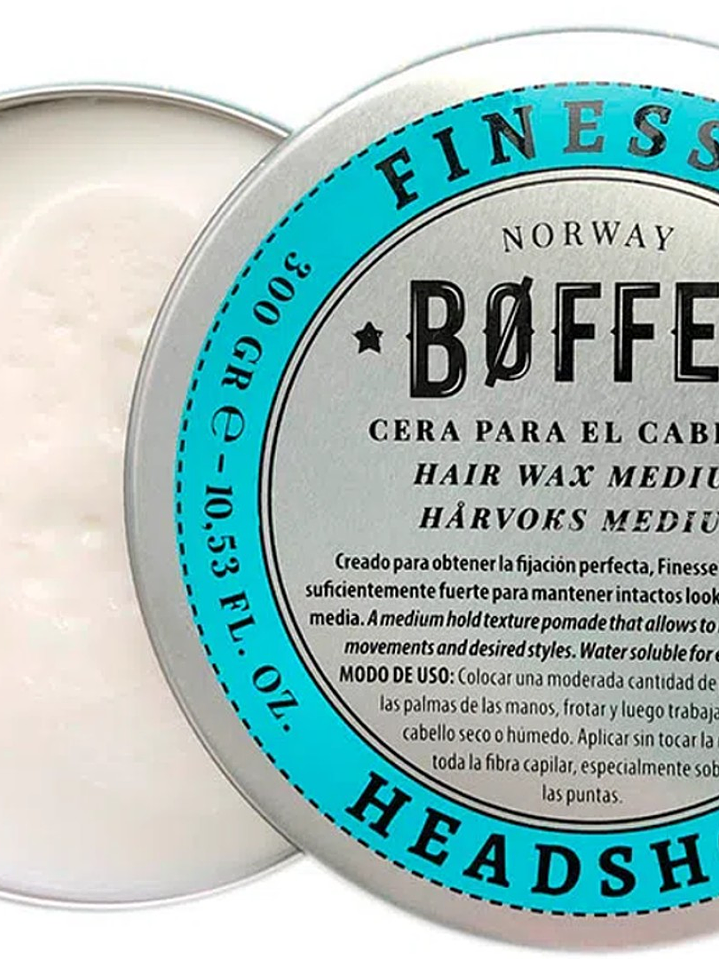 FINESS
NORWAY
BØFFE
CERA PARA EL CAB
HAIR WAX MEDIU
HÅRVOKS MEDIU
Creado para obtener la fijación perfecta, Finesse
suficientemente fuerte para mantener intactos look
media. A medium hold texture pomade that allows to
movements and desired styles. Water soluble for e
MODO DE USO: Colocar una moderada cantidad de
las palmas de las manos, frotar y luego trabaja
cabello seco o húmedo. Aplicar sin tocar la
toda la fibra capilar, especialmente sob
las puntas.
300 GR ℮ - 10,53 FL. OZ.
HEADSH